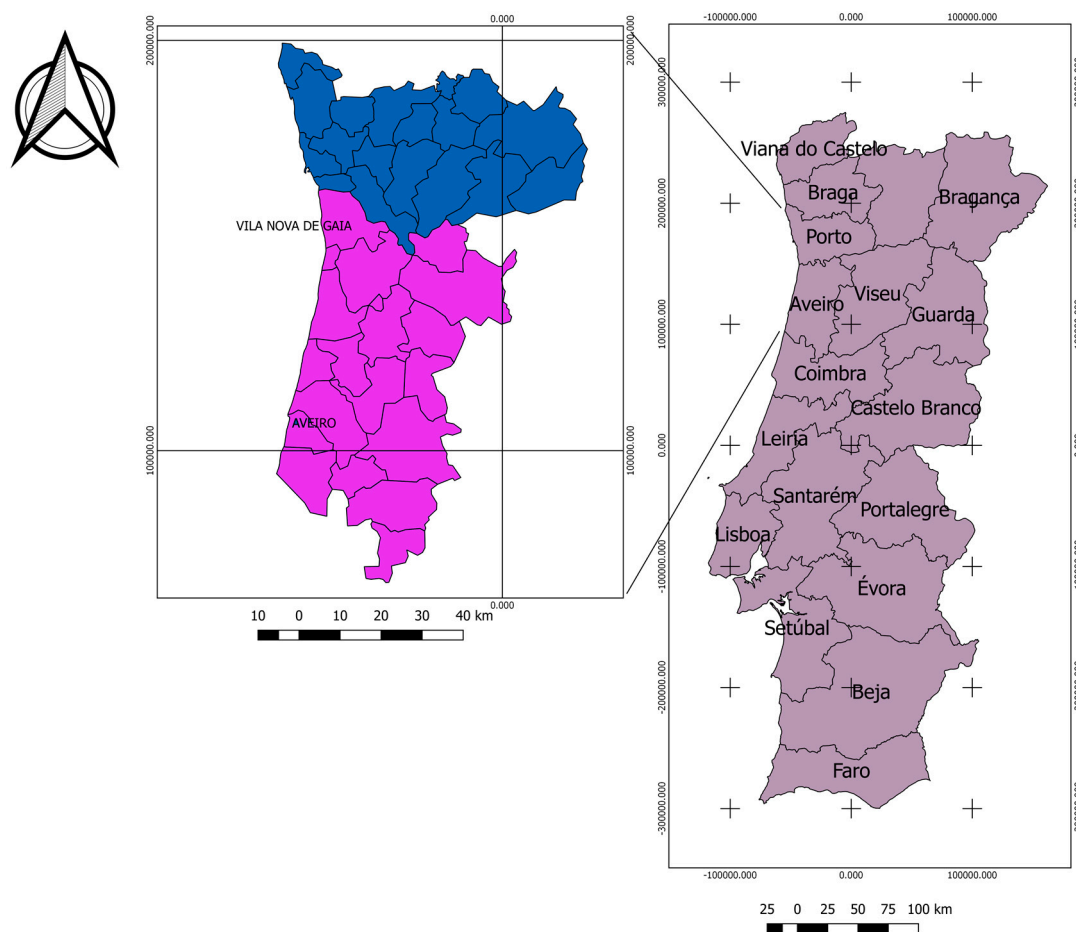 0.000
200000.000
200000.000
VILA NOVA DE GAIA
AVEIRO
100000.000
100000.000
0.000
10 0 10 20 30 40 km
-100000.000 0.000 100000.000
300000.000
200000.000
100000.000
0.000
-100000.000
-200000.000
-300000.000
Viana do Castelo
Braga
Bragança
Porto
Viseu
Aveiro
Guarda
Coimbra
Castelo Branco
Leiria
Santarém
Portalegre
Lisboa
Évora
Setúbal
Beja
Faro
-100000.000 0.000 100000.000
25 0 25 50 75 100 km